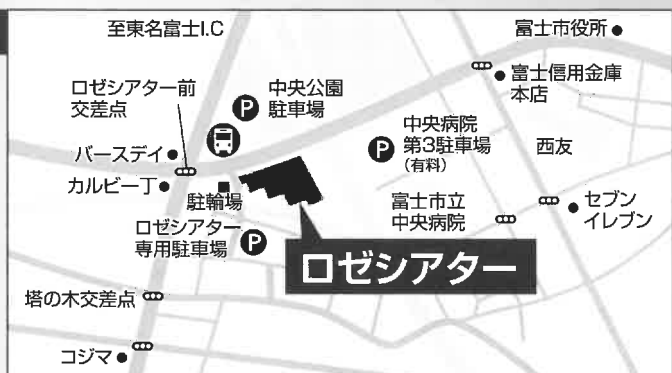 至東名富士I.C
富士市役所
ロゼシアター前
交差点
中央公園
駐車場
富士信用金庫
本店
バースデイ
カルビ一丁
中央病院
第3駐車場
(有料)
西友
駐輪場
富士市立
中央病院
セブン
イレブン
ロゼシアター
専用駐車場
P
P
P
ロゼシアター
塔の木交差点
コジマ